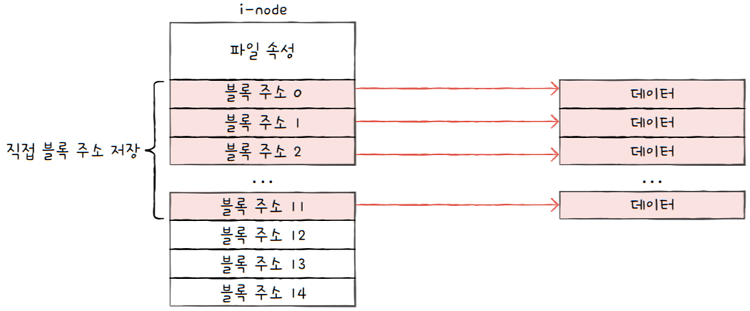 i-node
파일 속성
블록 주소 0
데이터
블록 주소 1
데이터
직접 블록 주소 저장
블록 주소 2
데이터
...
...
블록 주소 11
데이터
블록 주소 12
블록 주소 13
블록 주소 14